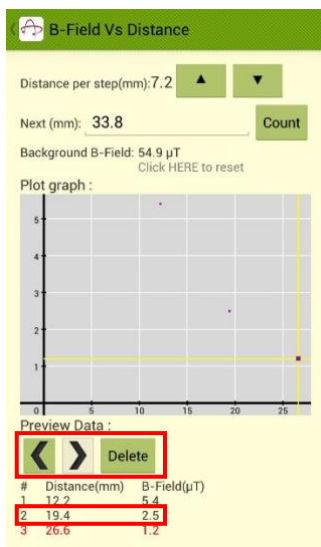 B-Field Vs Distance
Distance per step(mm):7.2 ▲ ▼
Next (mm): 33.8 Count
Background B-Field: 54.9 µT
Click HERE to reset
Plot graph :
5
4
3
2
1
0 5 10 15 20 25
Preview Data :
❮ ❯ Delete
# Distance(mm) B-Field(µT)
1 12.2 5.4
2 19.4 2.5
3 26.6 1.2